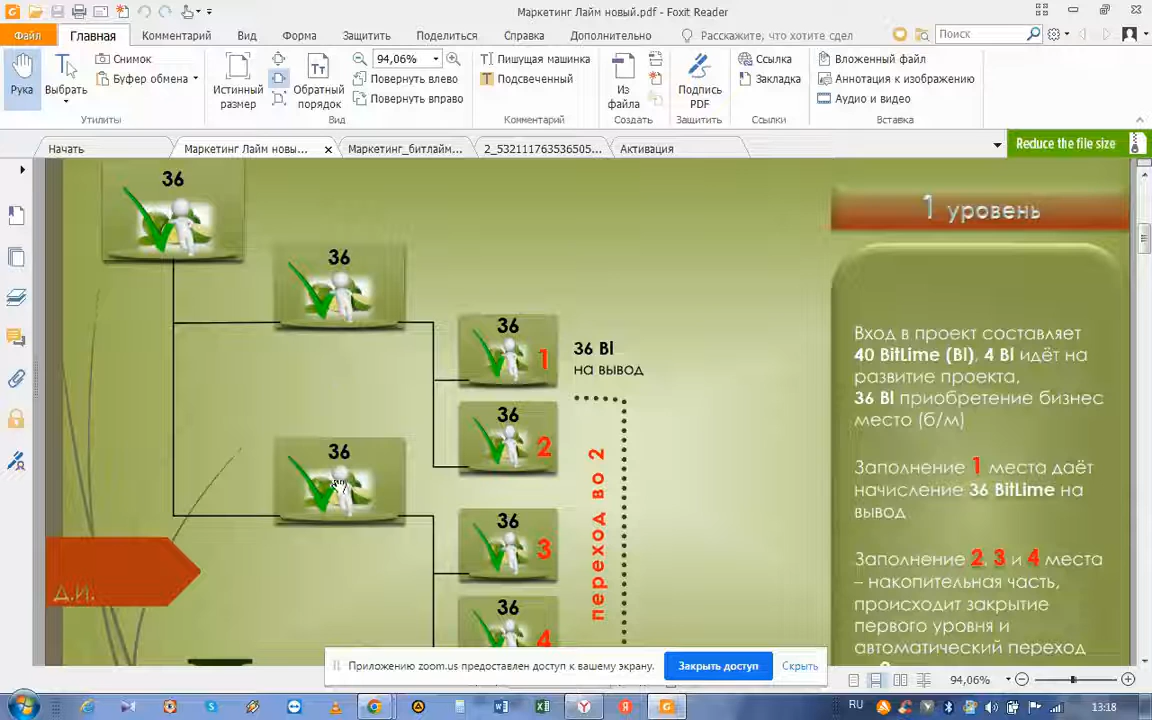 Маркетинг Лайм новый.pdf - Foxit Reader
Файл
Главная
Комментарий
Вид
Форма
Защитить
Поделиться
Справка
Дополнительно
Расскажите, что хотите сдел
Поиск
Рука
Выбрать
Снимок
Буфер обмена
Утилиты
Истинный размер
94,06%
Обратный порядок
Повернуть влево
Повернуть вправо
Вид
Пишущая машинка
Подсвеченный
Комментарий
Из файла
Создать
Подпись PDF
Защитить
Ссылка
Закладка
Ссылки
Вложенный файл
Аннотация к изображению
Аудио и видео
Вставка
Начать
Маркетинг Лайм новы...
Маркетинг_битлайм...
2_532111763536505...
Активация
Reduce the file size
36
36
36
1
36 BI
на вывод
36
2
36
36
3
36
4
переход во 2
Д.И.
1 уровень
Вход в проект составляет
40 BitLime (BI), 4 BI идёт на
развитие проекта,
36 BI приобретение бизнес
место (б/м)
Заполнение 1 места даёт
начисление 36 BitLime на
вывод
Заполнение 2, 3 и 4 места
– накопительная часть,
происходит закрытие
первого уровня и
автоматический переход
Приложению zoom.us предоставлен доступ к вашему экрану.
Закрыть доступ
Скрыть
94,06%
RU
13:18